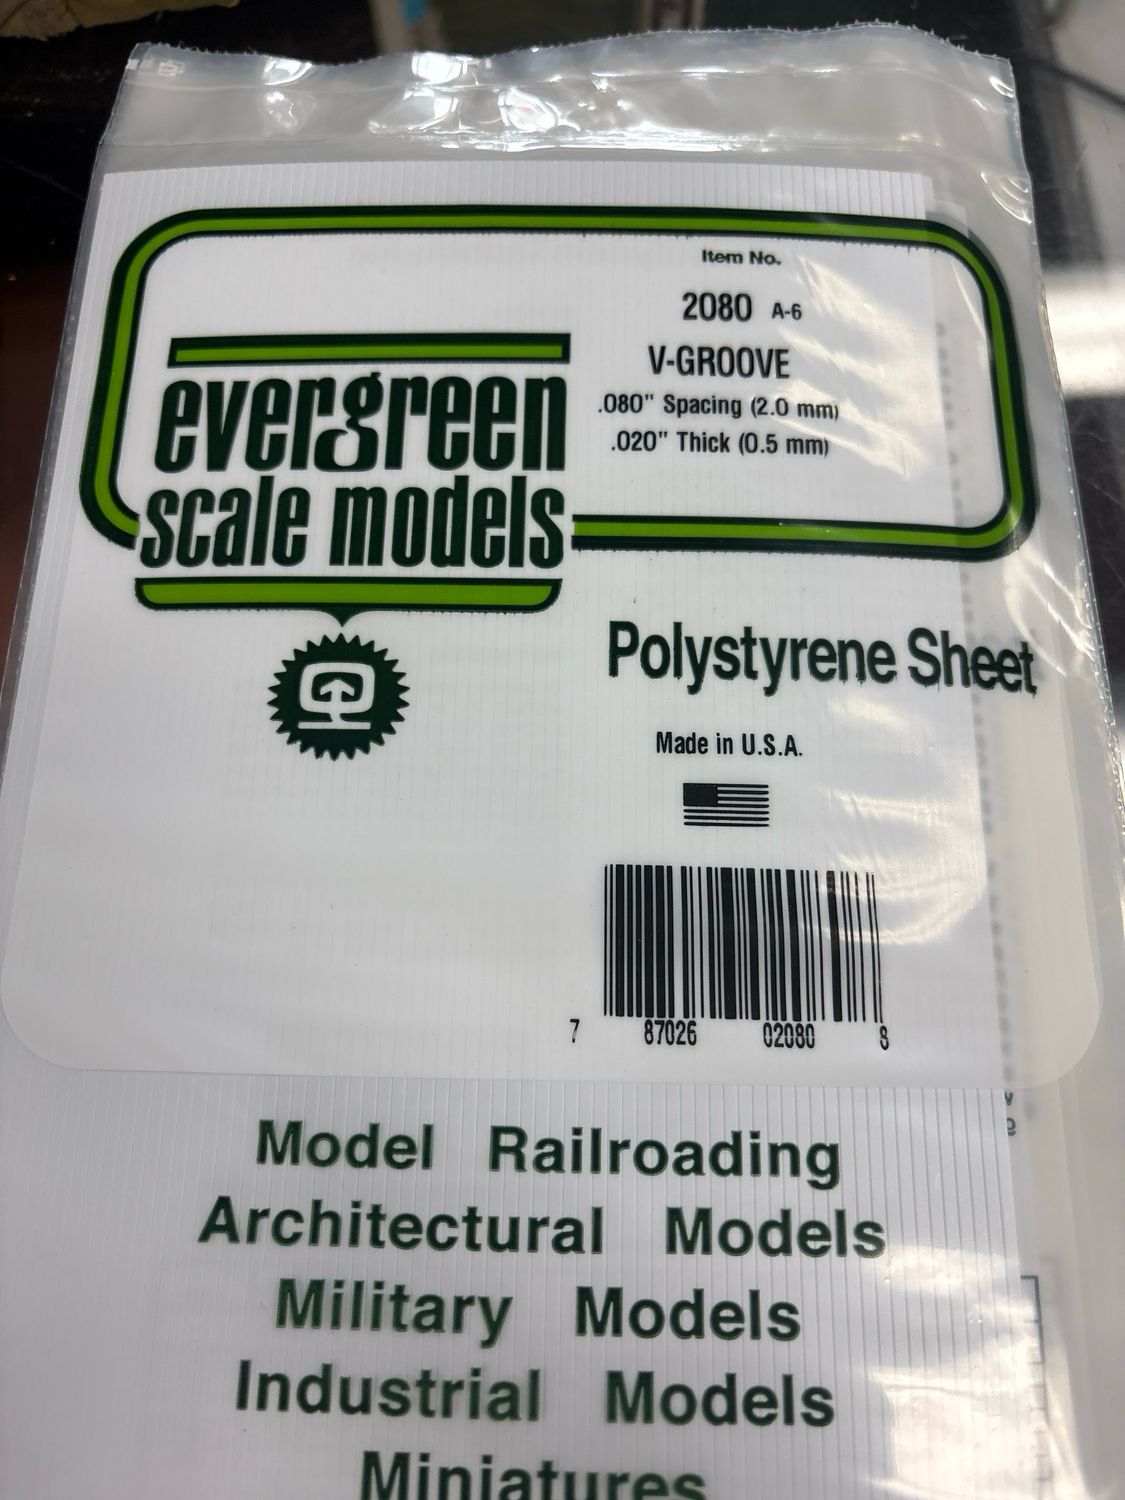 Item No.
2080 A-6
V-GROOVE
.080" Spacing (2.0 mm)
.020" Thick (0.5 mm)
evergreen
scale models
Polystyrene Sheet
Made in U.S.A.
7 87026 02080 8
Model Railroading
Architectural Models
Military Models
Industrial Models
Miniatures